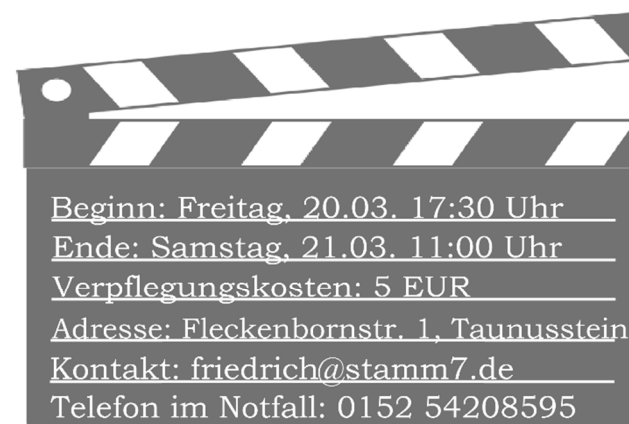 Beginn: Freitag, 20.03. 17:30 Uhr
Ende: Samstag, 21.03. 11:00 Uhr
Verpflegungskosten: 5 EUR
Adresse: Fleckenbornstr. 1, Taunusstein
Kontakt: friedrich@stamm7.de
Telefon im Notfall: 0152 54208595